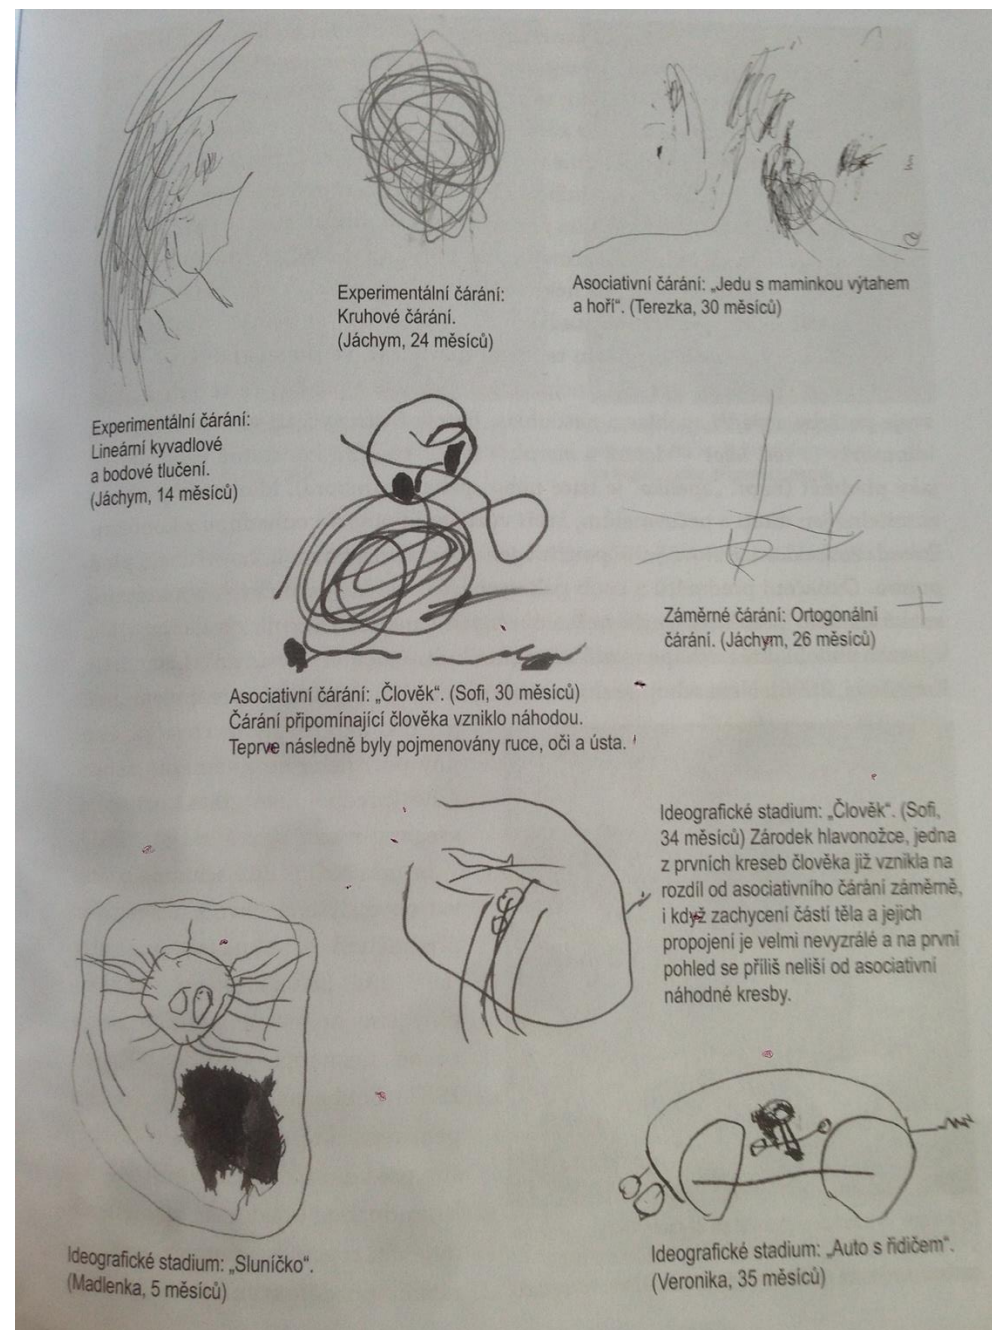 Experimentální čárání:
Kruhové čárání.
(Jáchym, 24 měsíců)
Asociativní čárání: „Jedu s maminkou výtahem
a hoří“. (Terezka, 30 měsíců)
Experimentální čárání:
Lineární kyvadlové
a bodové tlučení.
(Jáchym, 14 měsíců)
Záměrné čárání: Ortogonální
čárání. (Jáchym, 26 měsíců)
Asociativní čárání: „Člověk“. (Sofi, 30 měsíců)
Čárání připomínající člověka vzniklo náhodou.
Teprve následně byly pojmenovány ruce, oči a ústa.
Ideografické stadium: „Člověk“. (Sofi,
34 měsíců) Zárodek hlavonožce, jedna
z prvních kreseb člověka již vznikla na
rozdíl od asociativního čárání záměrně,
i když zachycení částí těla a jejich
propojení je velmi nevyzrálé a na první
pohled se příliš neliší od asociativní
náhodné kresby.
Ideografické stadium: „Sluníčko“.
(Madlenka, 5 měsíců)
Ideografické stadium: „Auto s řidičem“.
(Veronika, 35 měsíců)